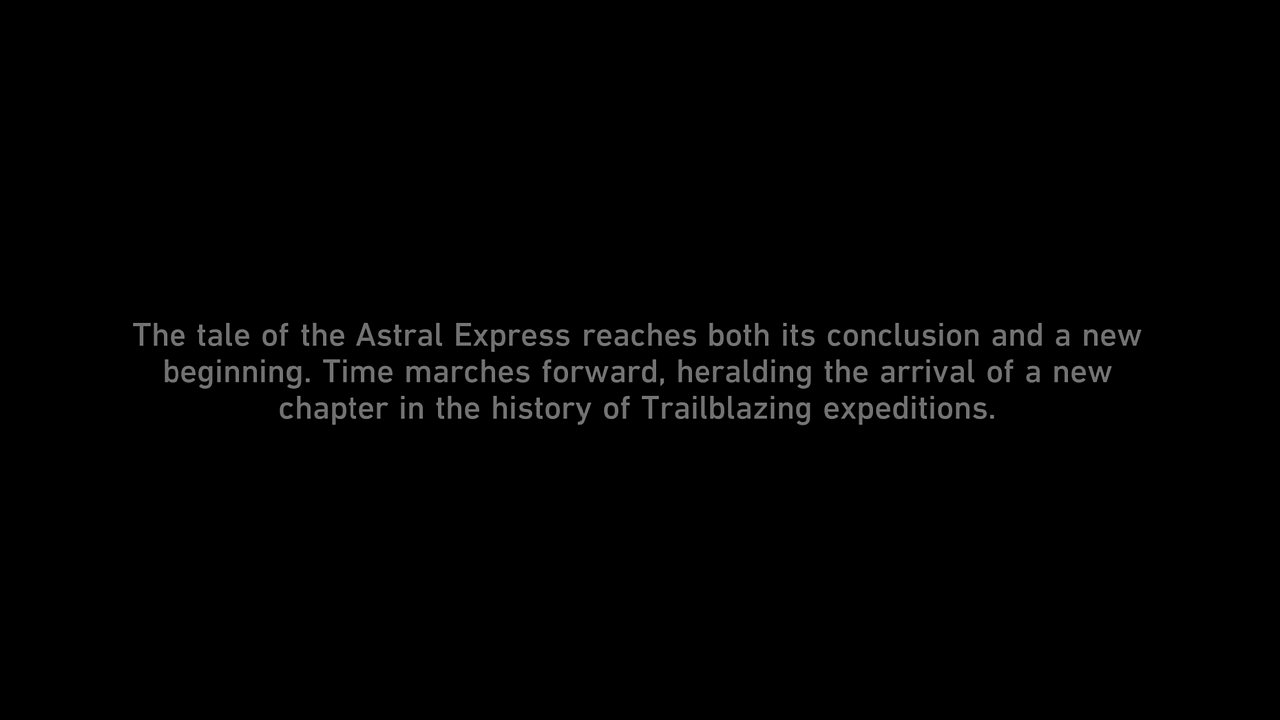 The tale of the Astral Express reaches both its conclusion and a new
beginning. Time marches forward, heralding the arrival of a new
chapter in the history of Trailblazing expeditions.